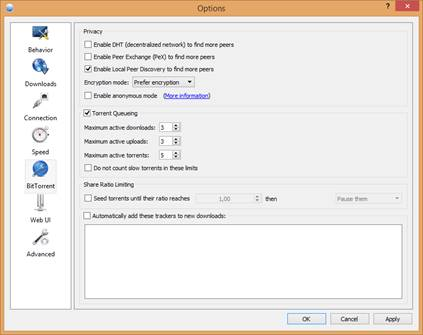 Options
Behavior
Downloads
Connection
Speed
BitTorrent
Web UI
Advanced
Privacy
Enable DHT (decentralized network) to find more peers
Enable Peer Exchange (PeX) to find more peers
Enable Local Peer Discovery to find more peers
Encryption mode: Prefer encryption
Enable anonymous mode (More information)
Torrent Queueing
Maximum active downloads: 3
Maximum active uploads: 3
Maximum active torrents: 5
Do not count slow torrents in these limits
Share Ratio Limiting
Seed torrents until their ratio reaches 1,00 then Pause them
Automatically add these trackers to new downloads:
OK Cancel Apply